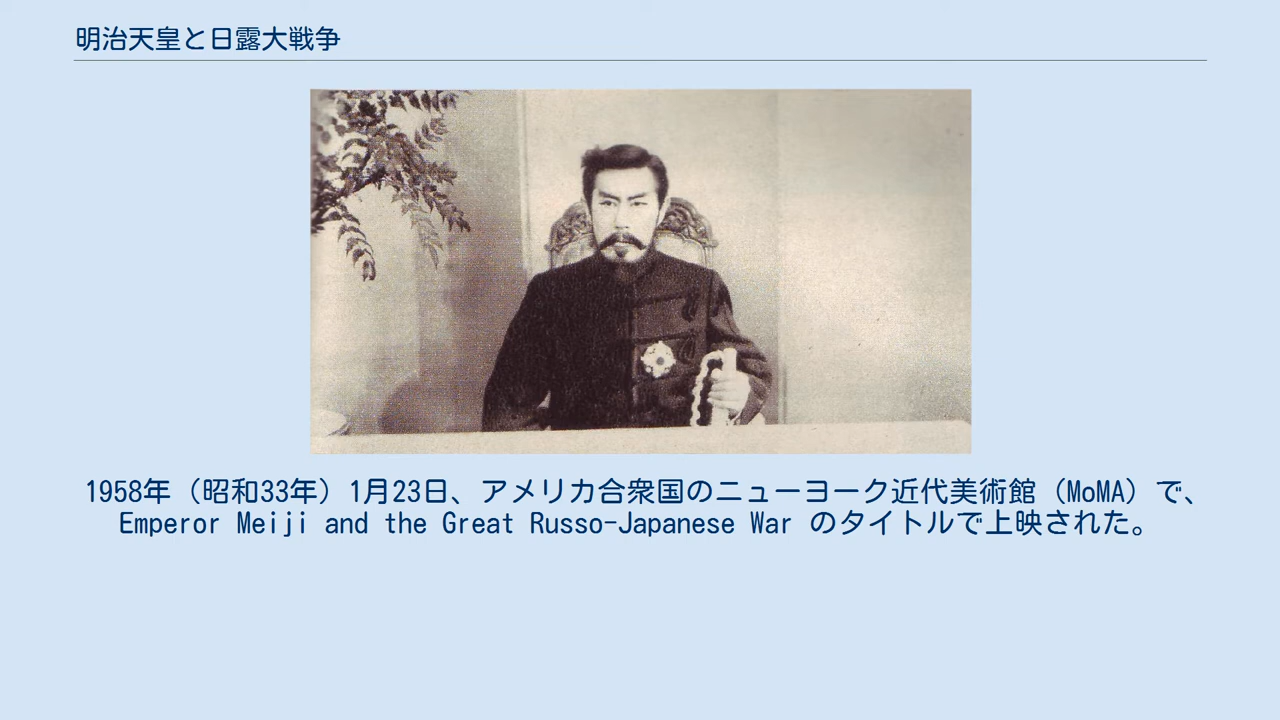 明治天皇と日露大戦争
1958年（昭和33年）1月23日、アメリカ合衆国のニューヨーク近代美術館（MoMA）で、
Emperor Meiji and the Great Russo-Japanese War のタイトルで上映された。